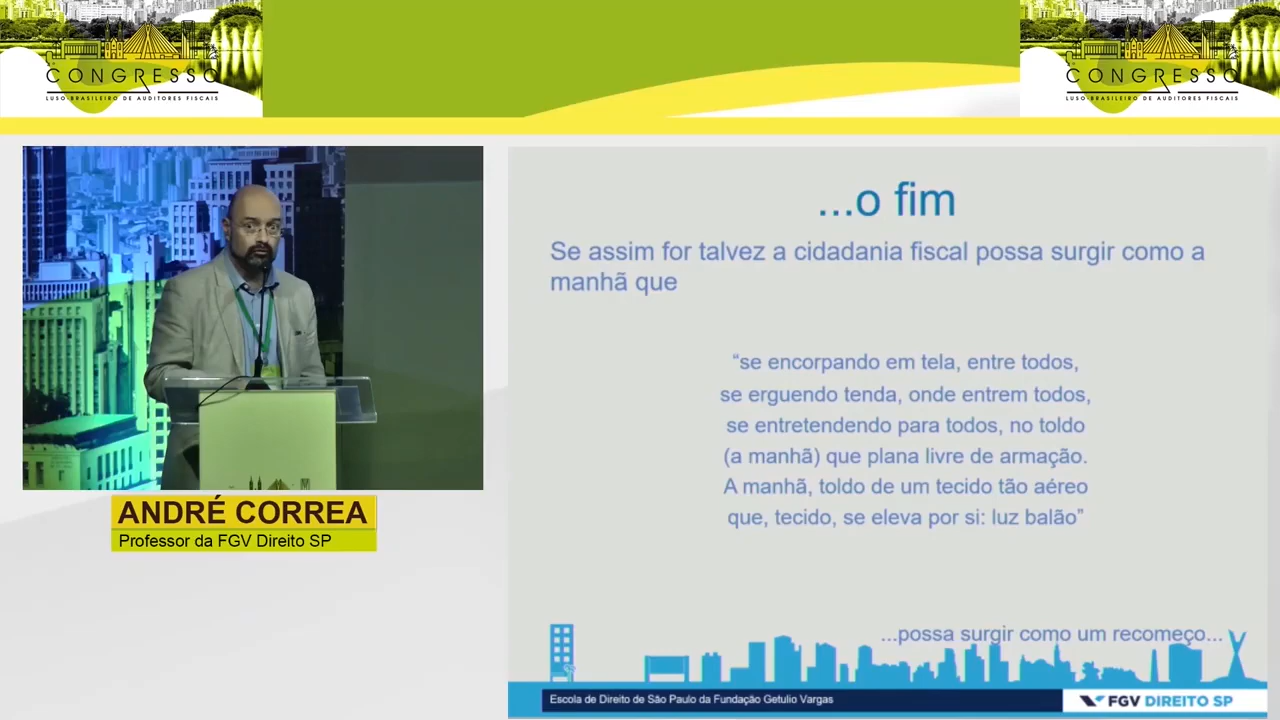 CONGRESSO
LUSO-BRASILEIRO DE AUDITORES FISCAIS
CONGRESSO
LUSO-BRASILEIRO DE AUDITORES FISCAIS
...o fim
Se assim for talvez a cidadania fiscal possa surgir como a
manhã que
“se encorpando em tela, entre todos,
se erguendo tenda, onde entrem todos,
se entretendendo para todos, no toldo
(a manhã) que plana livre de armação.
A manhã, toldo de um tecido tão aéreo
que, tecido, se eleva por si: luz balão”
...possa surgir como um recomeço...
Escola de Direito de São Paulo da Fundação Getulio Vargas
FGV DIREITO SP
ANDRÉ CORREA
Professor da FGV Direito SP